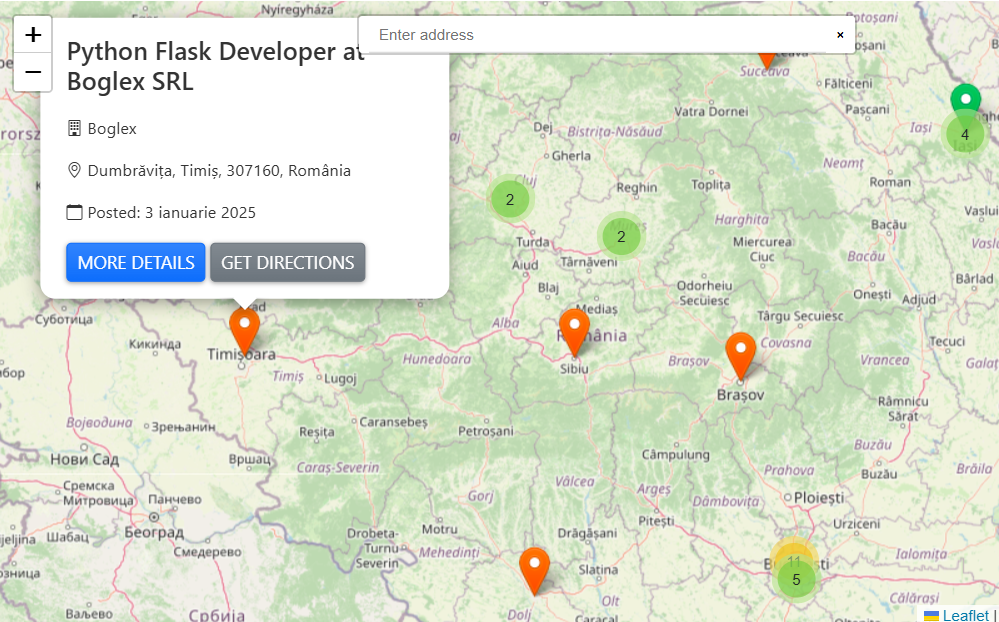 +
−
Python Flask Developer at
Boglex SRL
Boglex
Dumbrăvița, Timiș, 307160, România
Posted: 3 ianuarie 2025
MORE DETAILS
GET DIRECTIONS
Enter address
×
Nyíregyháza
Suceava
Fălticeni
Pașcani
Vatra Dornei
Iași
4
Dej
Bistrița-Năsăud
Gherla
Neamt
Cluj
2
Reghin
Toplița
Roman
Vaslui
Harghita
Bacău
2
Turda
Miercurea
Ciuc
Târnăveni
Aiud
Bacău
Bârlad
Blaj
Odorheiu
Secuiesc
Onești
Adjud
Mediaș
Târgu Secuiesc
Суботица
Alba
România
Кикинда
Timișoara
Hunedoara
Sibiu
Brașov
Covasna
Tecuci
Vrancea
Timiș
Lugoj
Brașov
Râmnicu
Sărat
Војводина
Зрењанин
Caransebeș
Reșița
Petroșani
Нови Сад
Вршац
Caraș-Severin
Câmpulung
Buzău
Buzău
Brăila
Prahova
Vâlcea
Argeș
Сремска
Митровица
Панчево
Gorj
Dâmbovița
Ploiești
Београд
Шабац
Смедерево
Drobeta-
Turnu
Severin
Motru
Mehedinți
Drăgășani
Pitești
Urziceni
Ialomița
11
5
Slatina
Călărași
Ваљево
Србија
Dolj
Olt
Caracal
Leaflet |